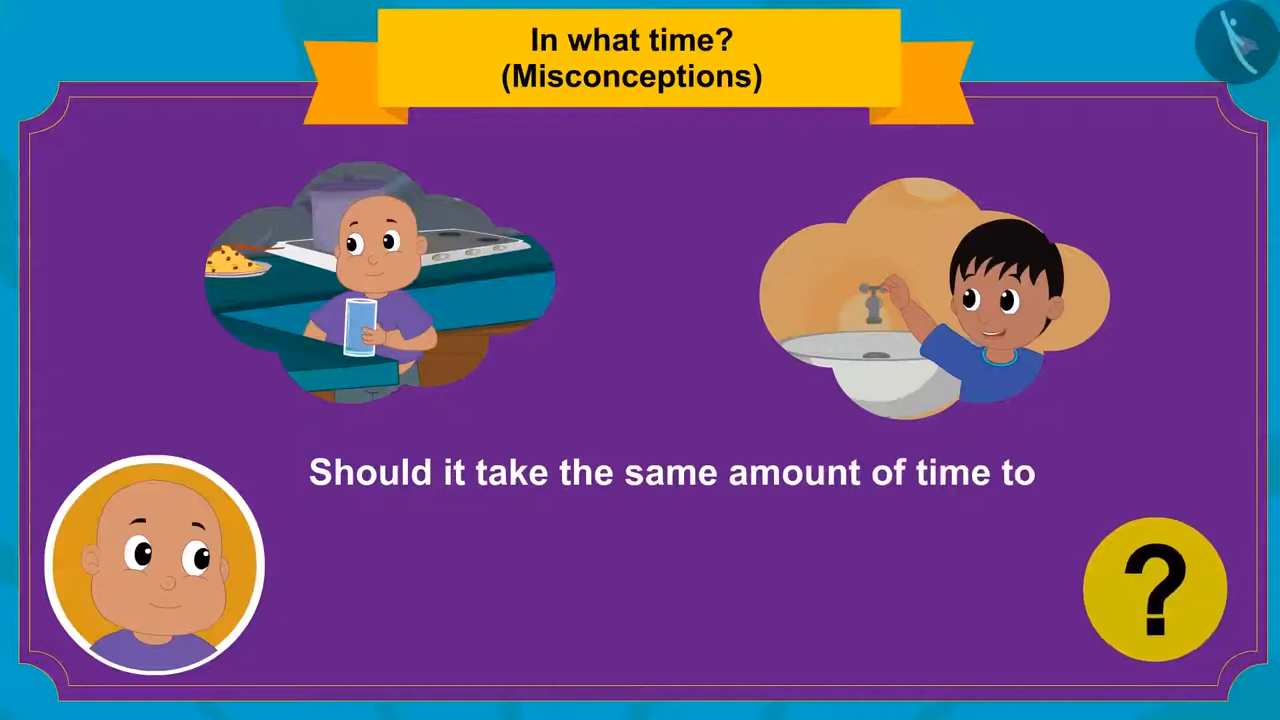 In what time?
(Misconceptions)
Should it take the same amount of time to
?